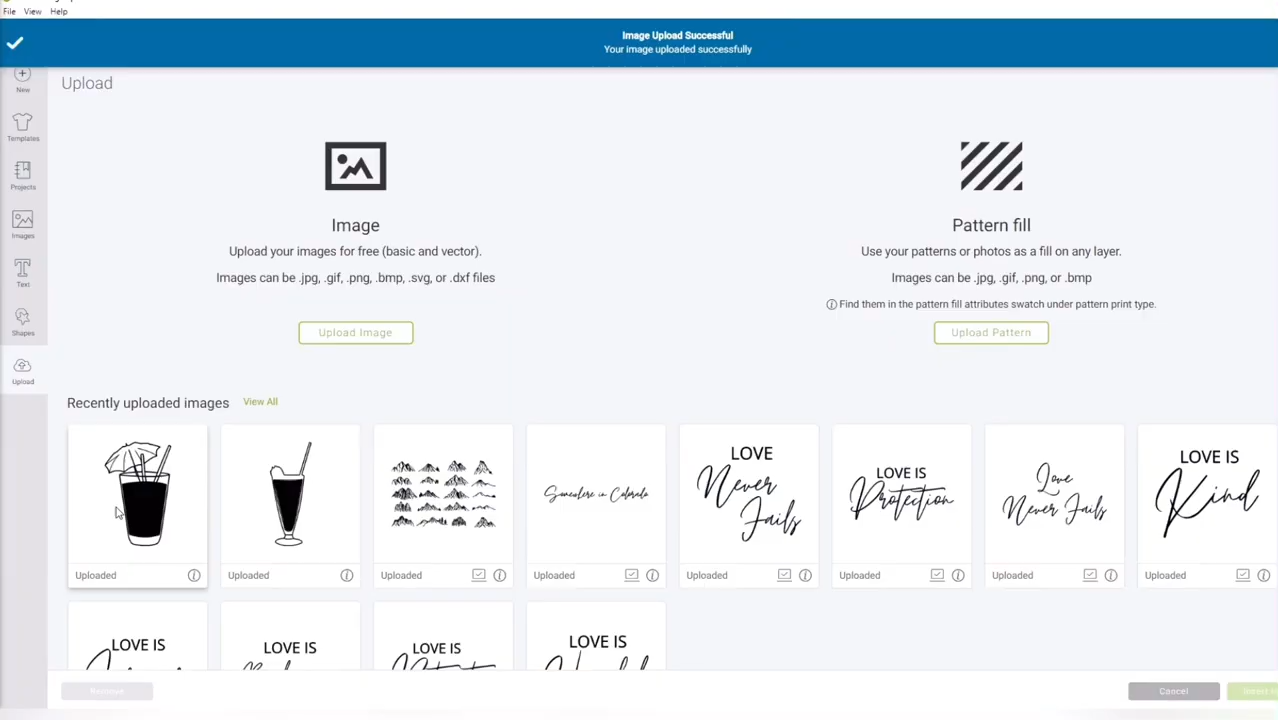 File View Help
Image Upload Successful
Your image uploaded successfully
New
Templates
Projects
Images
Text
Shapes
Upload
Upload
Image
Upload your images for free (basic and vector).
Images can be .jpg, .gif, .png, .bmp, .svg, or .dxf files
Upload Image
Pattern fill
Use your patterns or photos as a fill on any layer.
Images can be .jpg, .gif, .png, or .bmp
Find them in the pattern fill attributes swatch under pattern print type.
Upload Pattern
Recently uploaded images View All
Uploaded
Uploaded
Uploaded
Somewhere in Colorado
Uploaded
LOVE
Never
Fails
Uploaded
LOVE IS
Protection
Uploaded
Love
Never Fails
Uploaded
LOVE IS
Kind
Uploaded
LOVE IS
LOVE IS
LOVE IS
LOVE IS
Remove
Cancel
Insert